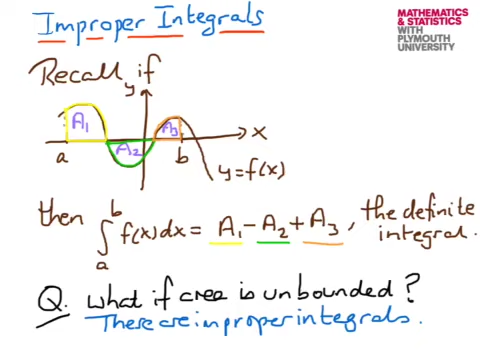 Improper Integrals
MATHEMATICS
& STATISTICS
WITH
PLYMOUTH
UNIVERSITY
Recall, if
y
A₁
A₂
A₃
x
a
b
y=f(x)
then ∫ₐᵇ f(x)dx = A₁-A₂+A₃, the definite
integral.
Q. What if area is unbounded?
These are improper integrals.